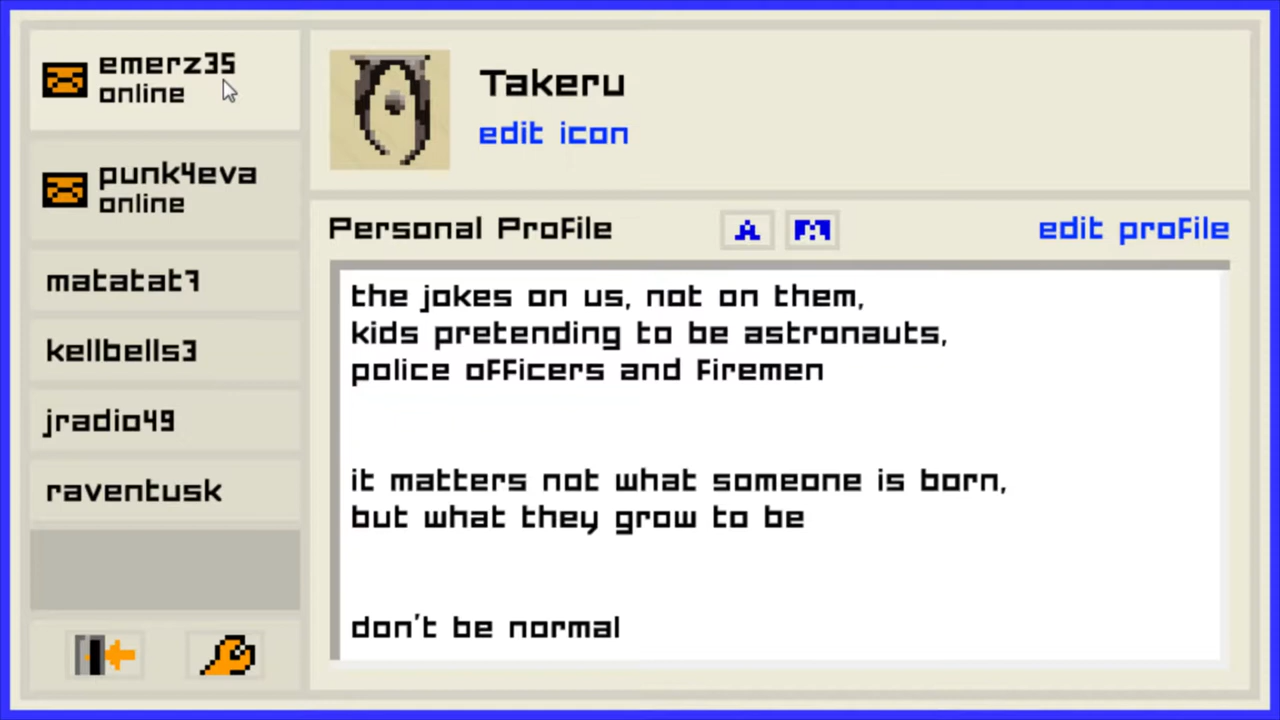 emerz35
online
punk4eva
online
matatat7
kellbells3
jradio49
raventusk
Takeru
edit icon
Personal Profile
A
edit profile
the jokes on us, not on them,
kids pretending to be astronauts,
police officers and firemen
it matters not what someone is born,
but what they grow to be
don't be normal